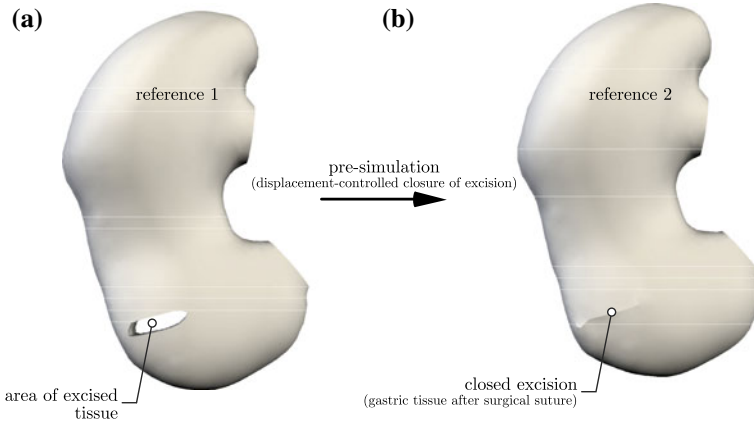 (a)
reference 1
area of excised
tissue
pre-simulation
(displacement-controlled closure of excision)
(b)
reference 2
closed excision
(gastric tissue after surgical suture)